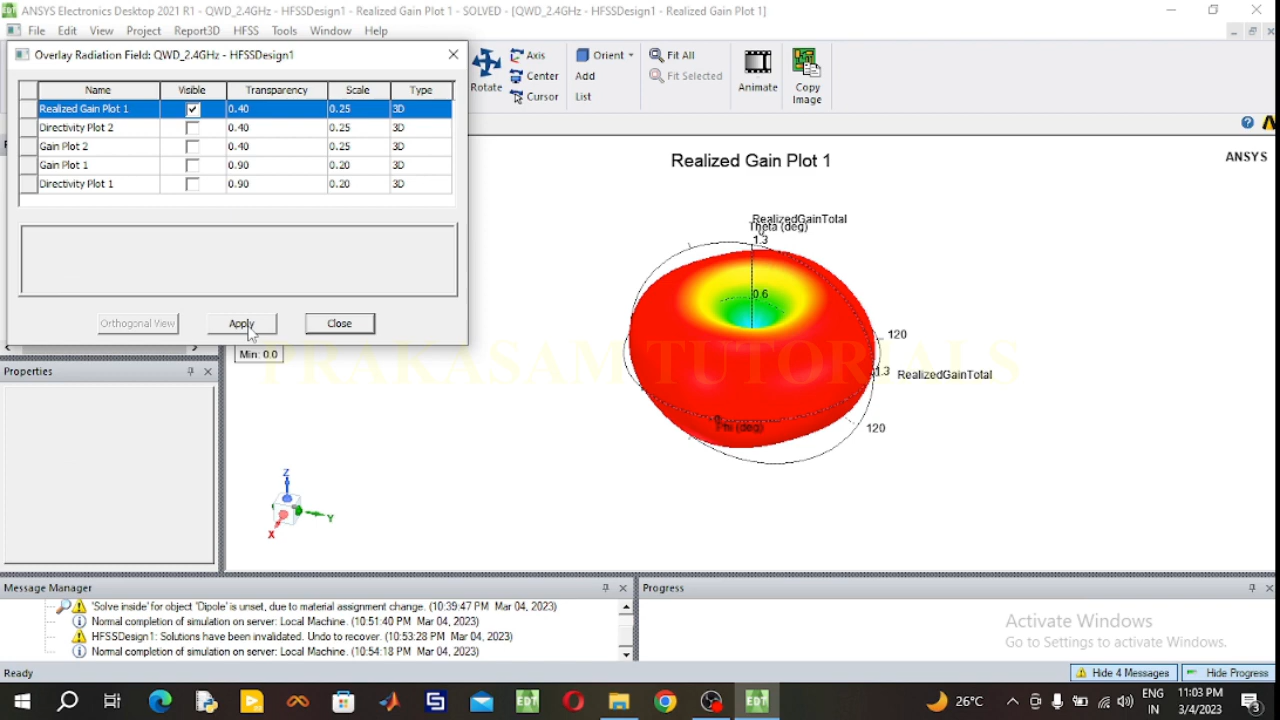 ANSYS Electronics Desktop 2021 R1 - QWD_2.4GHz - HFSSDesign1 - Realized Gain Plot 1 - SOLVED - [QWD_2.4GHz - HFSSDesign1 - Realized Gain Plot 1]
File Edit View Project Report3D HFSS Tools Window Help
Overlay Radiation Field: QWD_2.4GHz - HFSSDesign1
Name Visible Transparency Scale Type
Realized Gain Plot 1 0.40 0.25 3D
Directivity Plot 2 0.40 0.25 3D
Gain Plot 2 0.40 0.25 3D
Gain Plot 1 0.90 0.20 3D
Directivity Plot 1 0.90 0.20 3D
Orthogonal View Apply Close
Rotate
Axis
Center
Cursor
Orient
Add
List
Fit All
Fit Selected
Animate
Copy
Image
Realized Gain Plot 1
ANSYS
RealizedGainTotal
Theta (deg)
0
1.3
0.6
120
1.3 RealizedGainTotal
0
Phi (deg)
120
Min: 0.0
PRAKASAM TUTORIALS
Properties
Z
Y
X
Message Manager
'Solve inside' for object 'Dipole' is unset, due to material assignment change. (10:39:47 PM Mar 04, 2023)
Normal completion of simulation on server: Local Machine. (10:51:40 PM Mar 04, 2023)
HFSSDesign1: Solutions have been invalidated. Undo to recover. (10:53:28 PM Mar 04, 2023)
Normal completion of simulation on server: Local Machine. (10:54:18 PM Mar 04, 2023)
Progress
Activate Windows
Go to Settings to activate Windows.
Ready
Hide 4 Messages
Hide Progress
EDT
EDT
26°C
ENG
IN
11:03 PM
3/4/2023
3